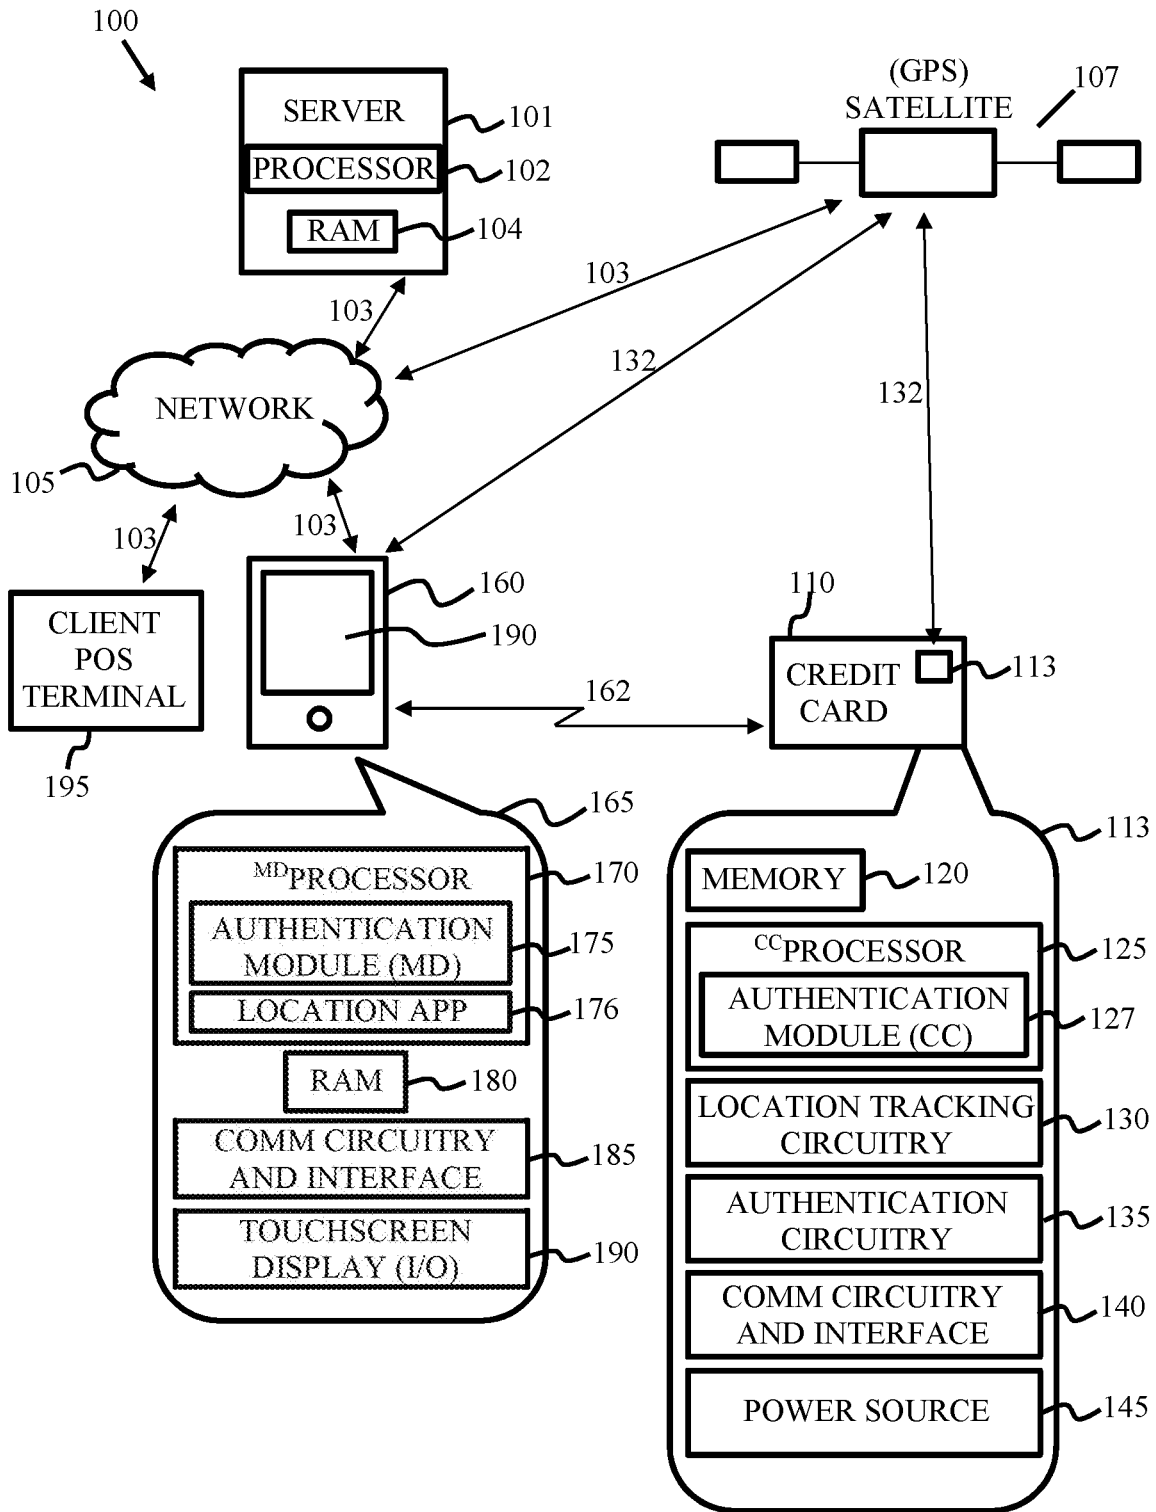 100
SERVER
101
PROCESSOR
102
RAM
104
(GPS)
SATELLITE
107
103
103
132
132
NETWORK
105
103
103
CLIENT
POS
TERMINAL
195
160
190
162
110
CREDIT
CARD
113
165
MDPROCESSOR
170
AUTHENTICATION
MODULE (MD)
175
LOCATION APP
176
RAM
180
COMM CIRCUITRY
AND INTERFACE
185
TOUCHSCREEN
DISPLAY (I/O)
190
113
MEMORY
120
CCPROCESSOR
125
AUTHENTICATION
MODULE (CC)
127
LOCATION TRACKING
CIRCUITRY
130
AUTHENTICATION
CIRCUITRY
135
COMM CIRCUITRY
AND INTERFACE
140
POWER SOURCE
145